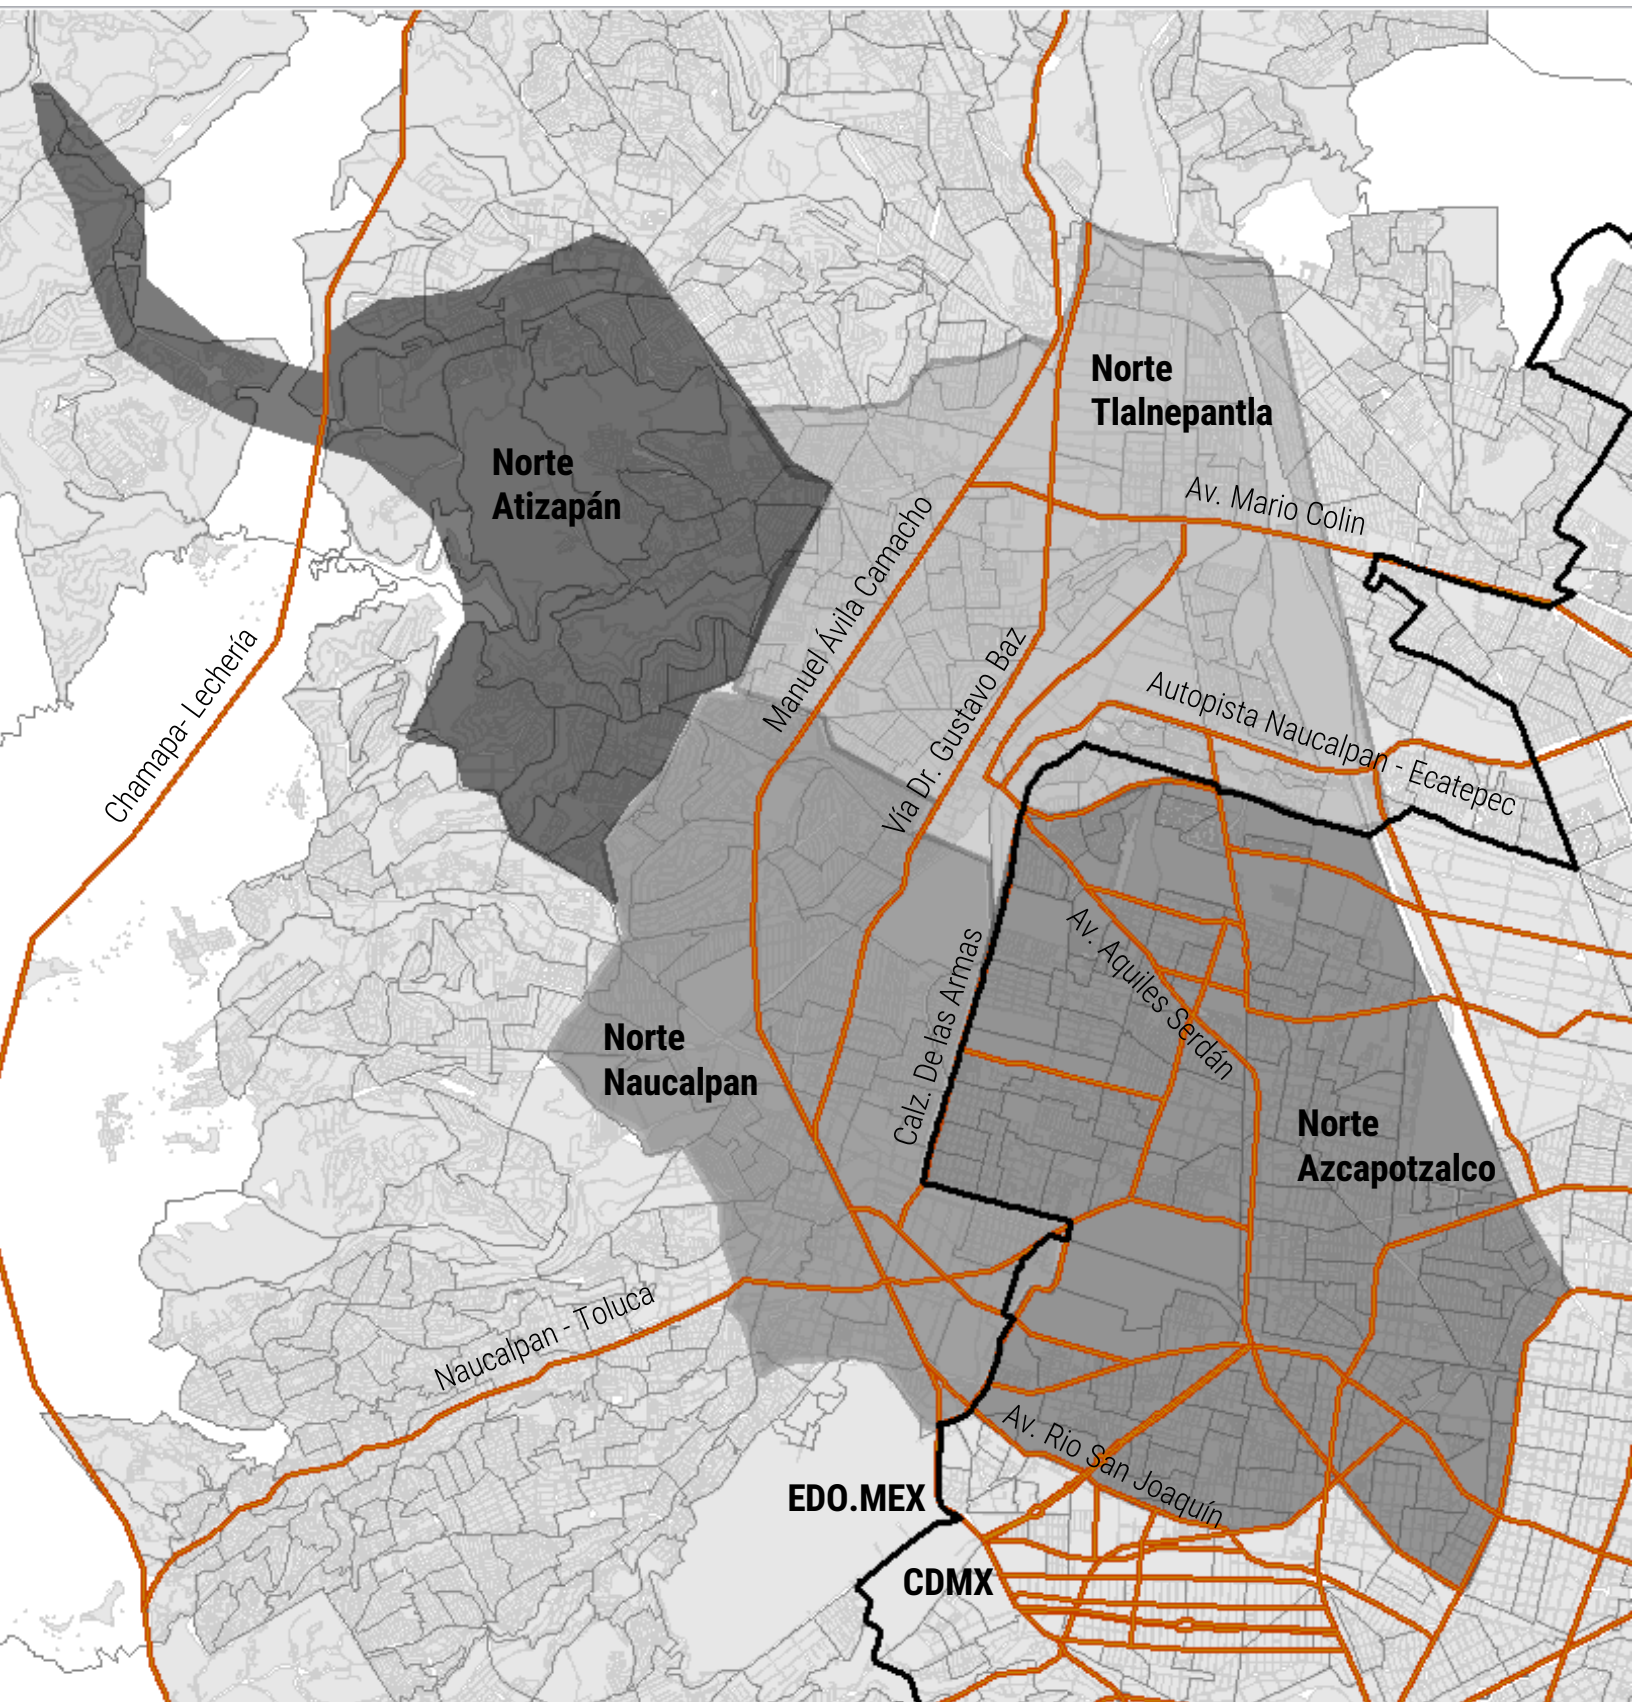 Norte
Tlalnepantla
Norte
Atizapán
Av. Mario Colin
Manuel Ávila Camacho
Chamapa- Lechería
Vía Dr. Gustavo Baz
Autopista Naucalpan - Ecatepec
Av. Aquiles Serdán
Calz. De las Armas
Norte
Naucalpan
Norte
Azcapotzalco
Naucalpan - Toluca
Av. Rio San Joaquín
EDO.MEX
CDMX